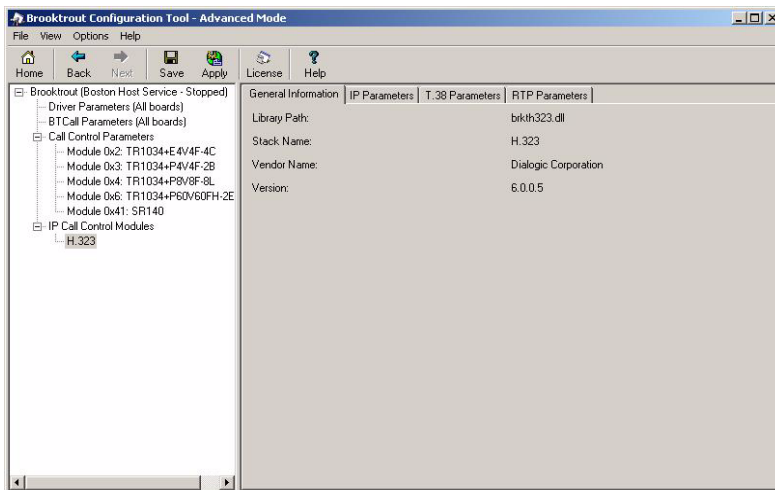 Brooktrout Configuration Tool - Advanced Mode
File View Options Help
Home Back Next Save Apply License Help
Brooktrout (Boston Host Service - Stopped)
Driver Parameters (All boards)
BTCall Parameters (All boards)
Call Control Parameters
Module 0x2: TR1034+E4V4F-4C
Module 0x3: TR1034+P4V4F-2B
Module 0x4: TR1034+P8V8F-8L
Module 0x6: TR1034+P60V60FH-2E
Module 0x41: SR140
IP Call Control Modules
H.323
General Information IP Parameters T.38 Parameters RTP Parameters
Library Path: brkth323.dll
Stack Name: H.323
Vendor Name: Dialogic Corporation
Version: 6.0.0.5